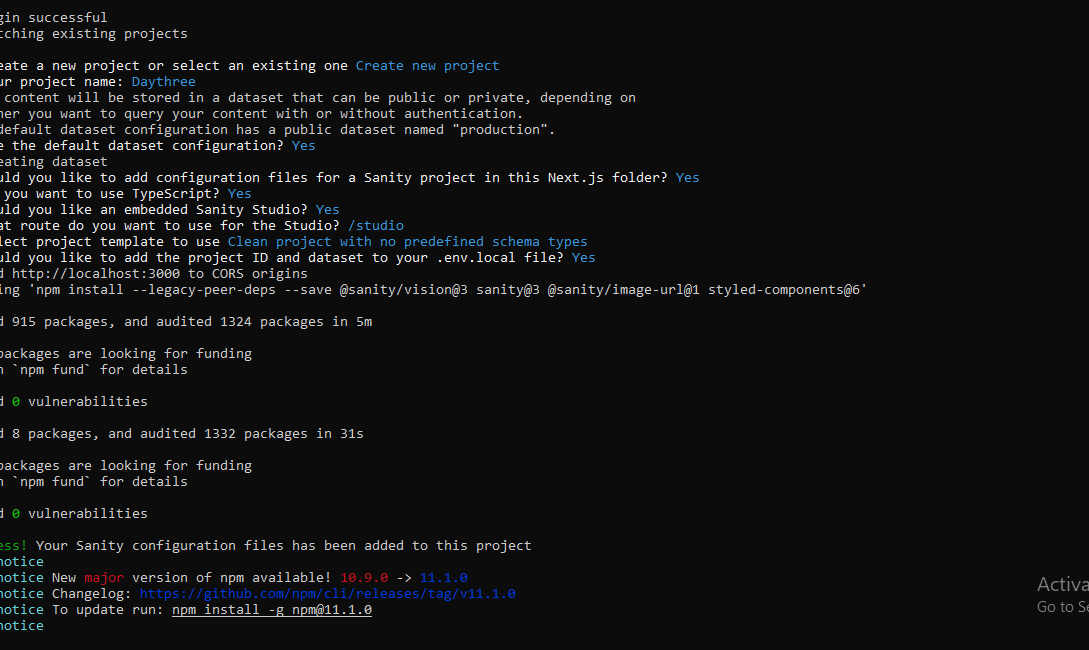 gin successful
tching existing projects
eate a new project or select an existing one Create new project
ur project name: Daythree
content will be stored in a dataset that can be public or private, depending on
her you want to query your content with or without authentication.
default dataset configuration has a public dataset named "production".
e the default dataset configuration? Yes
eating dataset
uld you like to add configuration files for a Sanity project in this Next.js folder? Yes
you want to use TypeScript? Yes
uld you like an embedded Sanity Studio? Yes
at route do you want to use for the Studio? /studio
lect project template to use Clean project with no predefined schema types
uld you like to add the project ID and dataset to your .env.local file? Yes
d http://localhost:3000 to CORS origins
ing 'npm install --legacy-peer-deps --save @sanity/vision@3 sanity@3 @sanity/image-url@1 styled-components@6'
d 915 packages, and audited 1324 packages in 5m
packages are looking for funding
n `npm fund` for details
d 0 vulnerabilities
d 8 packages, and audited 1332 packages in 31s
packages are looking for funding
n `npm fund` for details
d 0 vulnerabilities
ess! Your Sanity configuration files has been added to this project
notice
notice New major version of npm available! 10.9.0 -> 11.1.0
notice Changelog: https://github.com/npm/cli/releases/tag/v11.1.0
notice To update run: npm install -g npm@11.1.0
notice
Activa
Go to Se